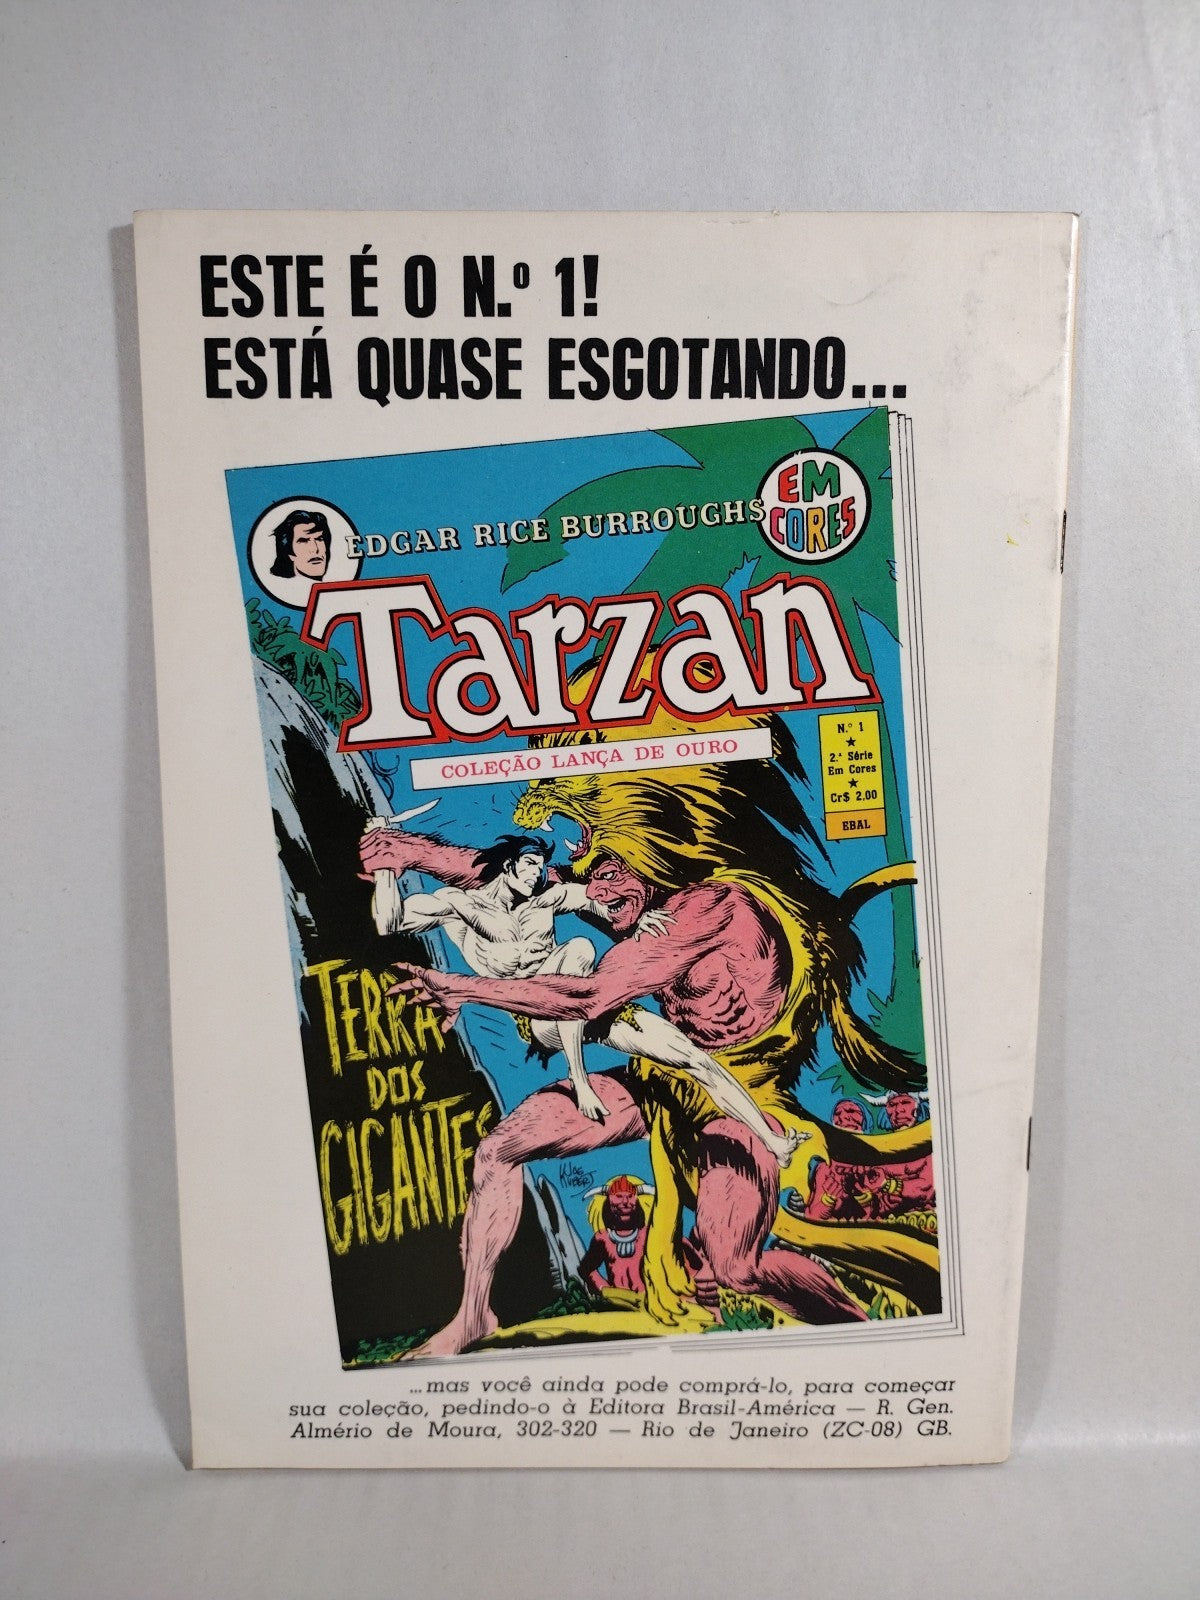 ESTE É O N.º 1!
ESTÁ QUASE ESGOTANDO...
EDGAR RICE BURROUGHS
EM
CORES
Tarzan
COLEÇÃO LANÇA DE OURO
N.º 1
2.ª Série
Em Cores
Cr$ 2.00
EBAL
TERRA
DOS
GIGANTES
JOE
KUBERT
...mas você ainda pode comprá-lo, para começar
sua coleção, pedindo-o à Editora Brasil-América — R. Gen.
Almério de Moura, 302-320 — Rio de Janeiro (ZC-08) GB.